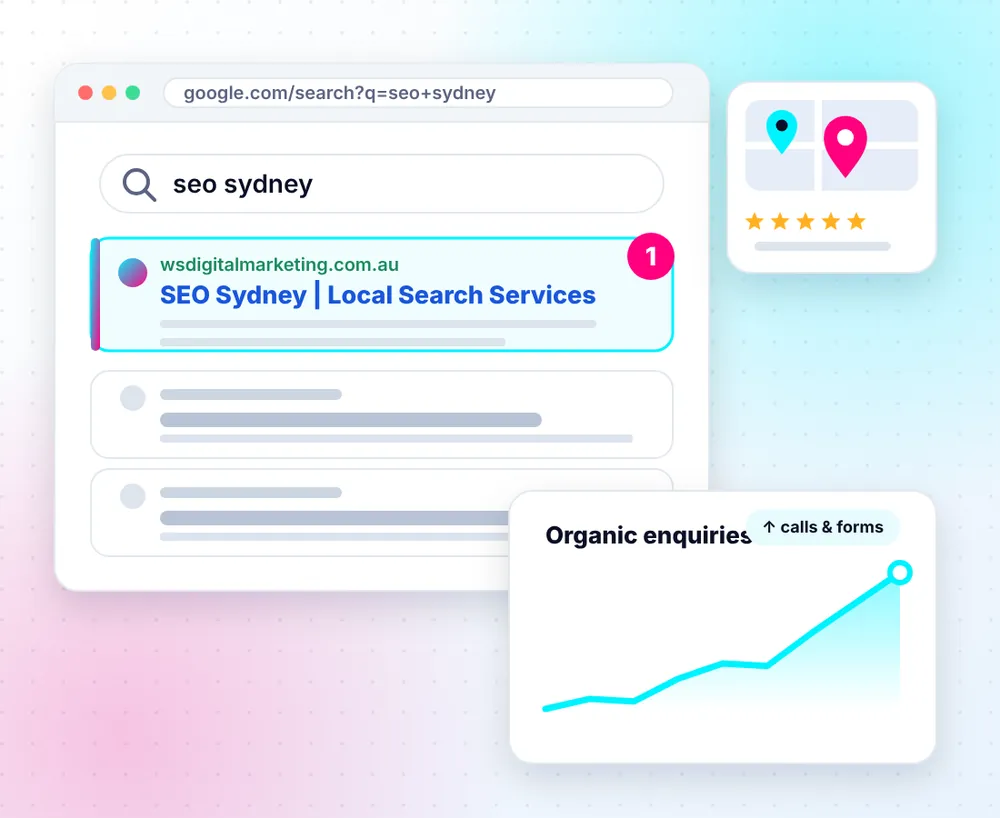 google.com/search?q=seo+sydney
seo sydney
wsdigitalmarketing.com.au
1
SEO Sydney | Local Search Services
Organic enquiries
↑ calls & forms